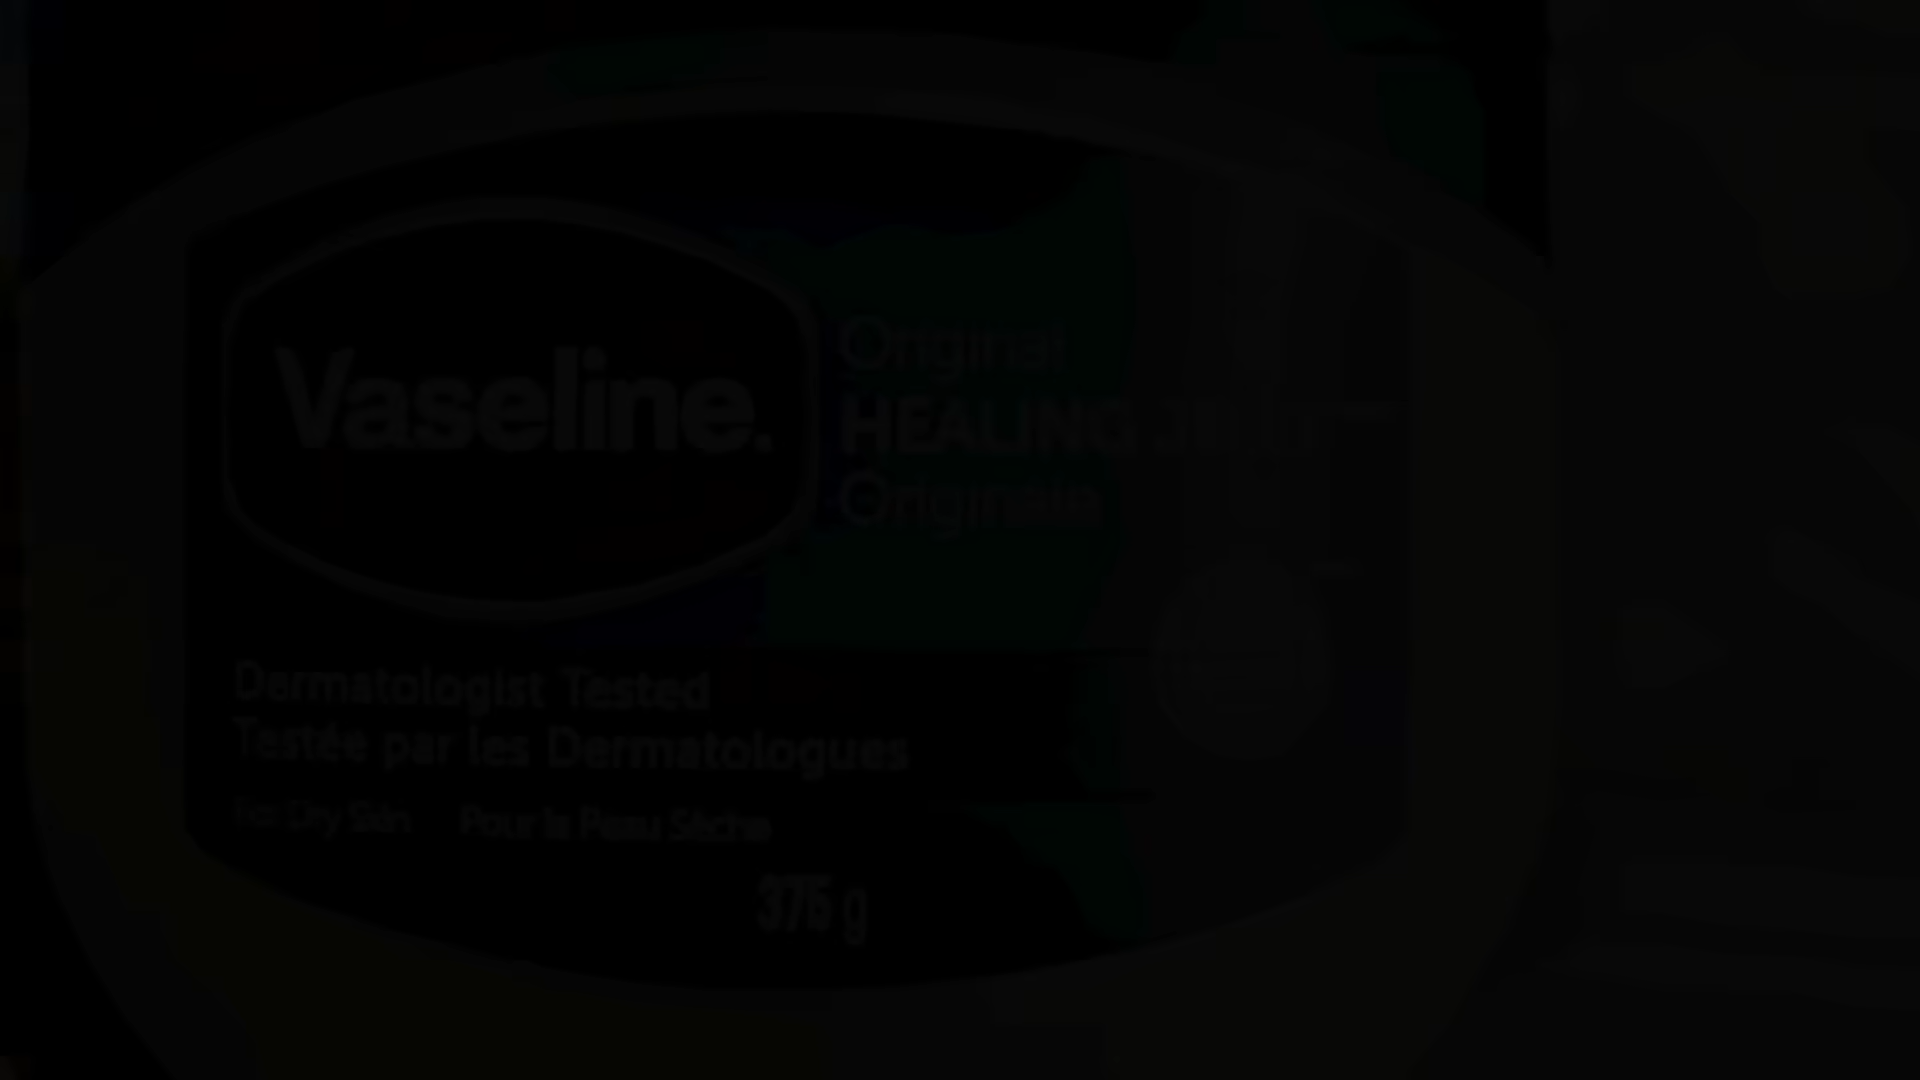 Vaseline.
Original
HEALING JELLY
Originale
Dermatologist Tested
Testée par les Dermatologues
For Dry Skin Pour la Peau Sèche
375 g